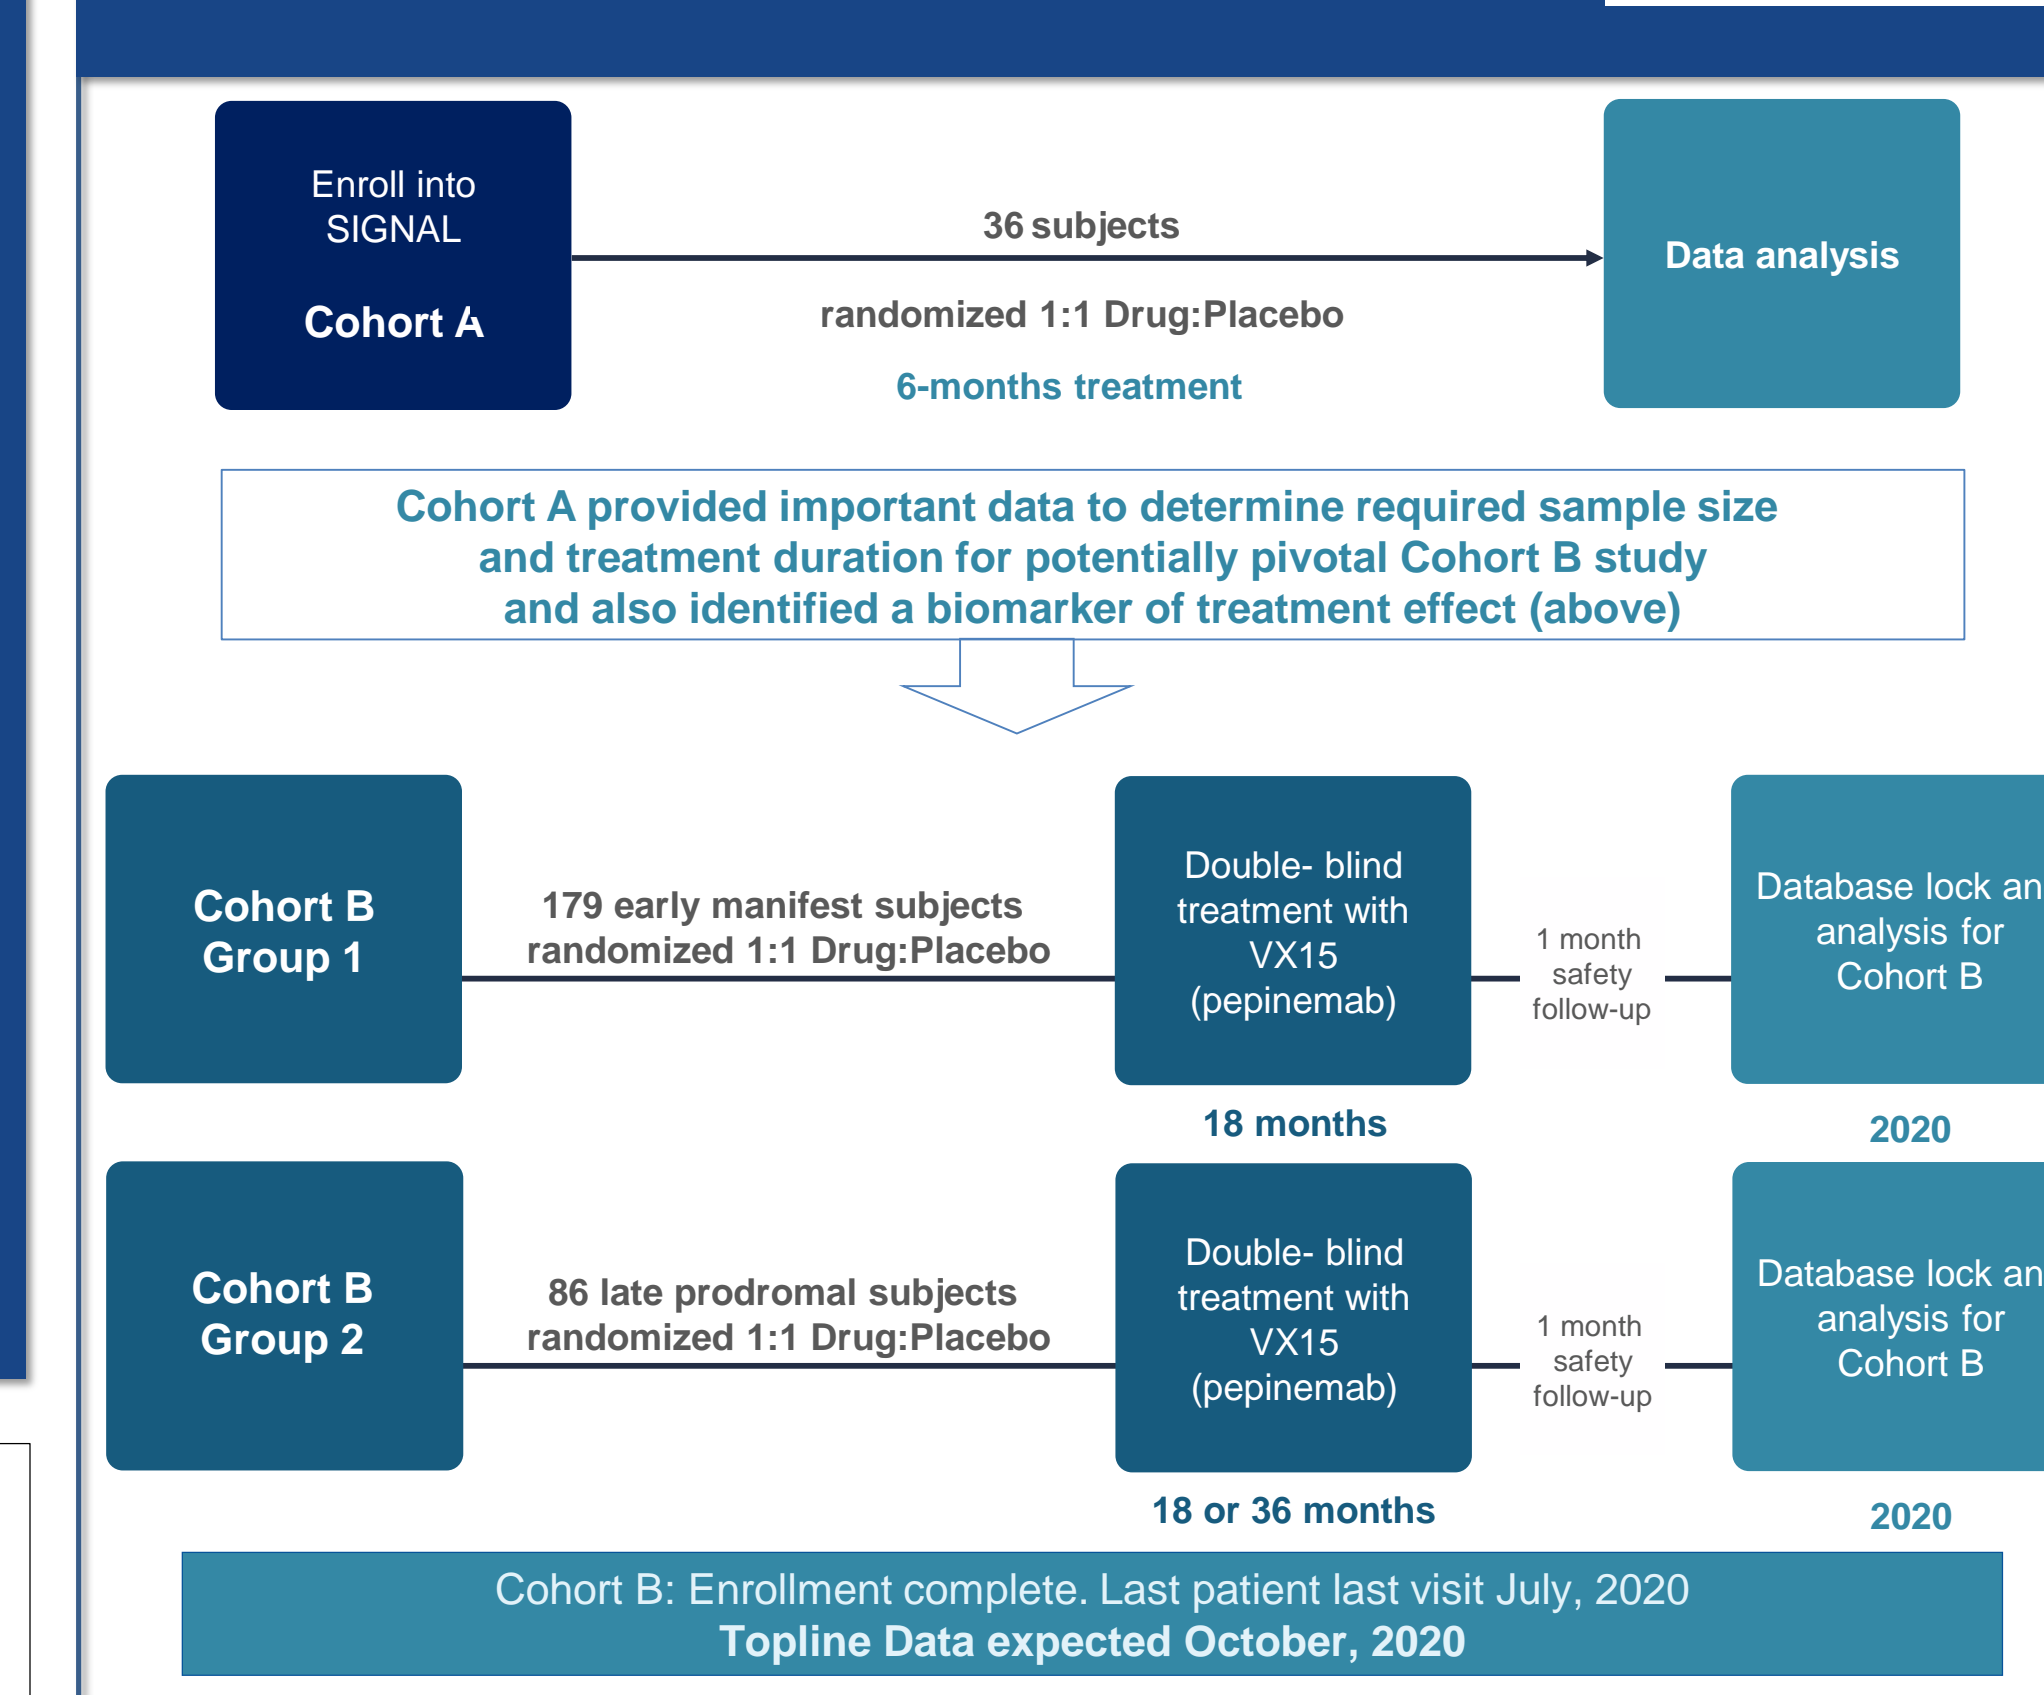 Enroll into
SIGNAL
Cohort A
36 subjects
randomized 1:1 Drug:Placebo
6-months treatment
Data analysis
Cohort A provided important data to determine required sample size
and treatment duration for potentially pivotal Cohort B study
and also identified a biomarker of treatment effect (above)
Cohort B
Group 1
179 early manifest subjects
randomized 1:1 Drug:Placebo
Double- blind
treatment with
VX15
(pepinemab)
18 months
1 month
safety
follow-up
Database lock an
analysis for
Cohort B
2020
Cohort B
Group 2
86 late prodromal subjects
randomized 1:1 Drug:Placebo
Double- blind
treatment with
VX15
(pepinemab)
18 or 36 months
1 month
safety
follow-up
Database lock an
analysis for
Cohort B
2020
Cohort B: Enrollment complete. Last patient last visit July, 2020
Topline Data expected October, 2020